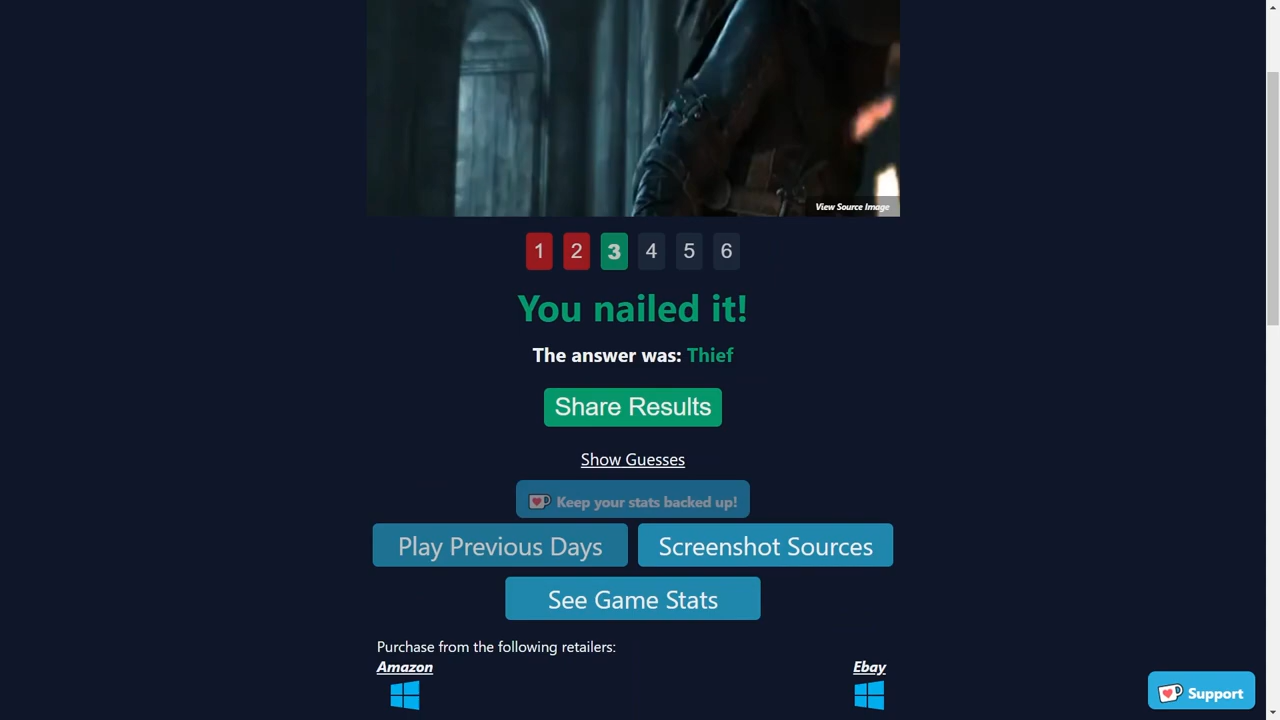 View Source Image
1 2 3 4 5 6
You nailed it!
The answer was: Thief
Share Results
Show Guesses
Keep your stats backed up!
Play Previous Days Screenshot Sources
See Game Stats
Purchase from the following retailers:
Amazon Ebay
Support